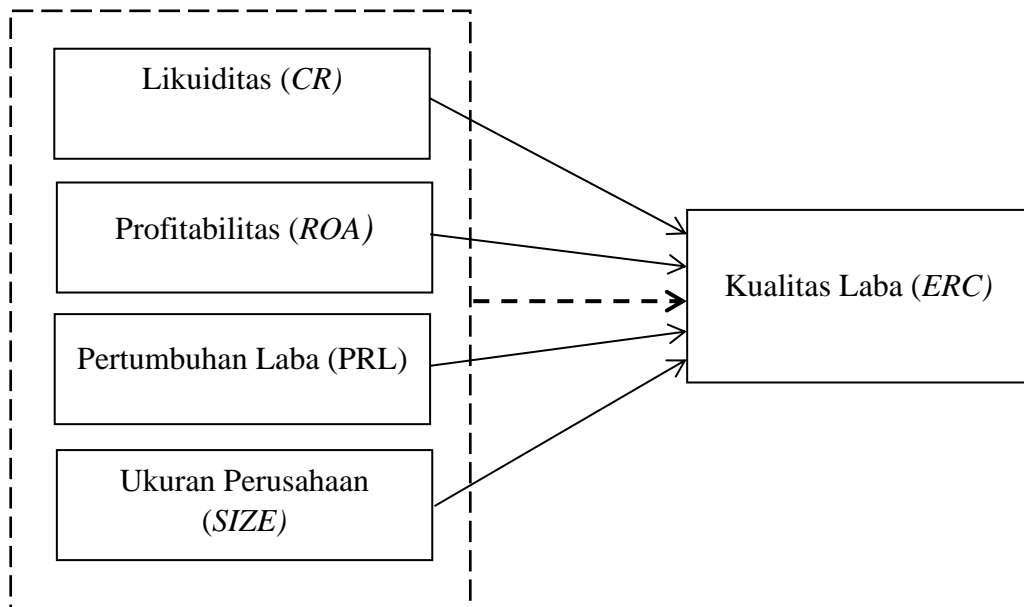 Likuiditas (CR)
Profitabilitas (ROA)
Pertumbuhan Laba (PRL)
Ukuran Perusahaan
(SIZE)
Kualitas Laba (ERC)